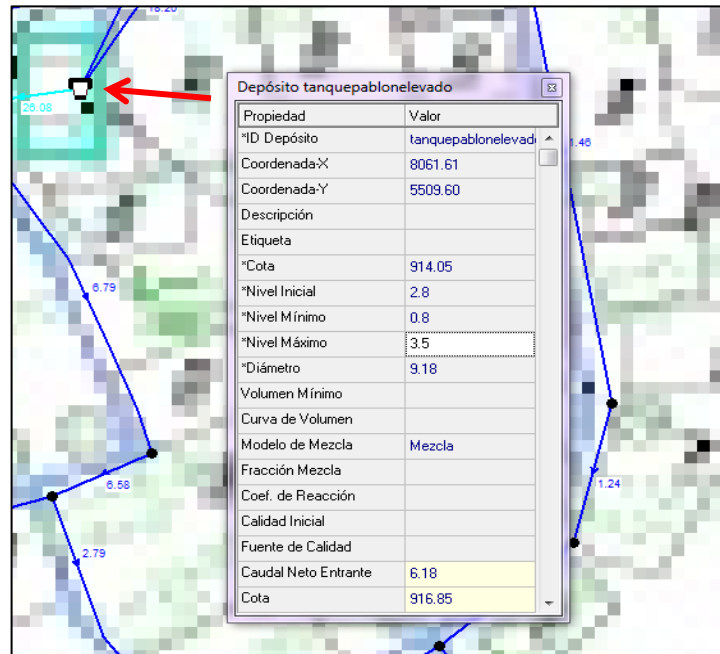 18.20
26.08
1.46
6.79
6.58
2.79
1.24
Depósito tanquepablonelevado
Propiedad Valor
*ID Depósito tanquepablonelevad
Coordenada-X 8061.61
Coordenada-Y 5509.60
Descripción
Etiqueta
*Cota 914.05
*Nivel Inicial 2.8
*Nivel Mínimo 0.8
*Nivel Máximo 3.5
*Diámetro 9.18
Volumen Mínimo
Curva de Volumen
Modelo de Mezcla Mezcla
Fracción Mezcla
Coef. de Reacción
Calidad Inicial
Fuente de Calidad
Caudal Neto Entrante 6.18
Cota 916.85